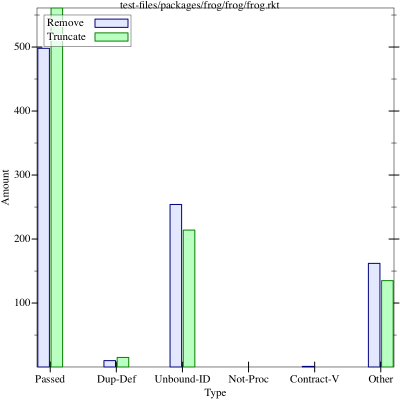 test-files/packages/frog/frog/frog.rkt
Remove
Truncate
500
400
300
200
100
Amount
Passed Dup-Def Unbound-ID Not-Proc Contract-V Other
Type